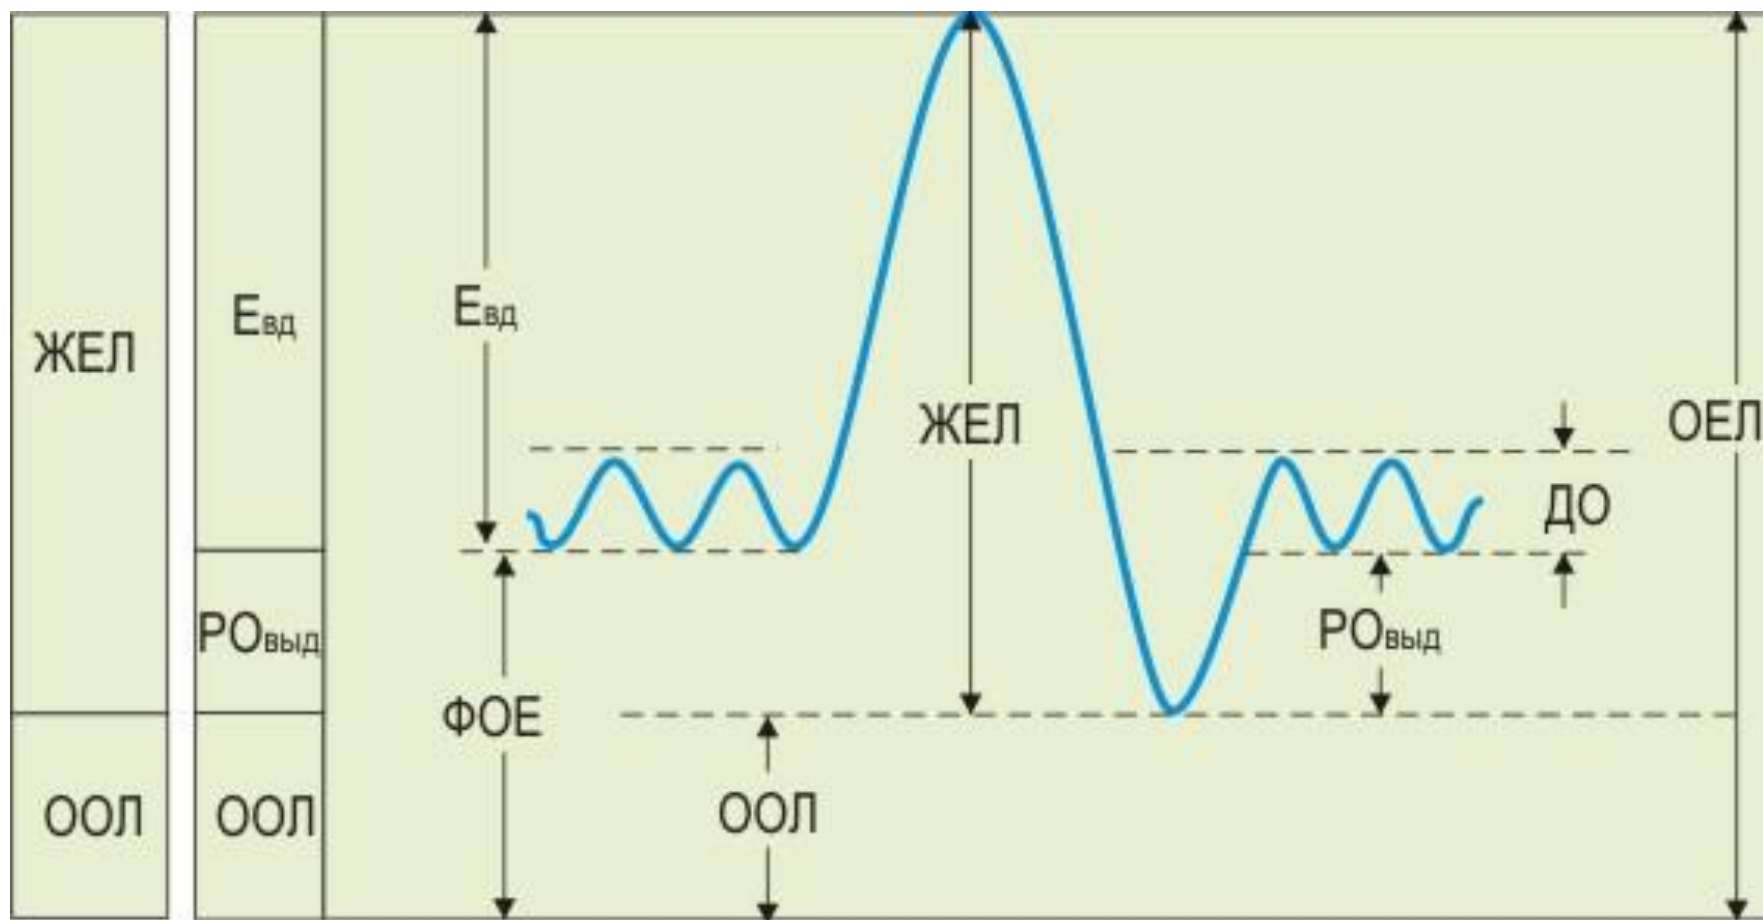 ЖЕЛ
ООЛ
Евд
РОвыд
ООЛ
Евд
ФОЕ
ООЛ
ЖЕЛ
РОвыд
ДО
ОЕЛ